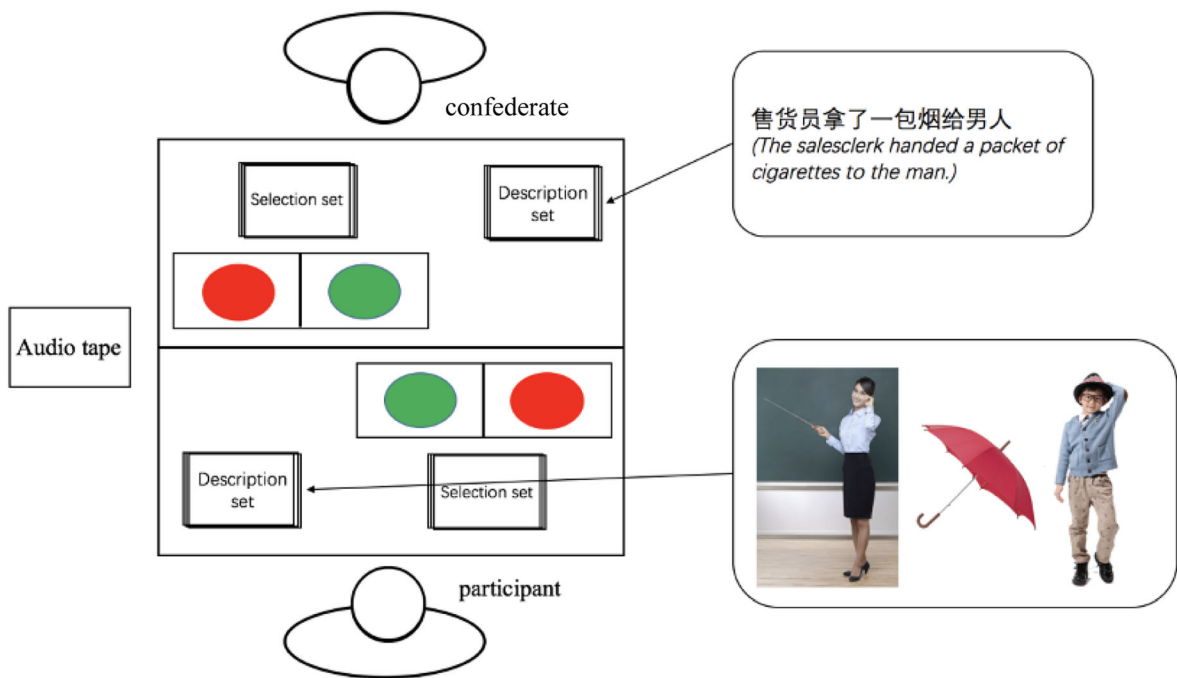 confederate
售货员拿了一包烟给男人
(The salesclerk handed a packet of
cigarettes to the man.)
Selection set
Description
set
Audio tape
Description
set
Selection set
participant